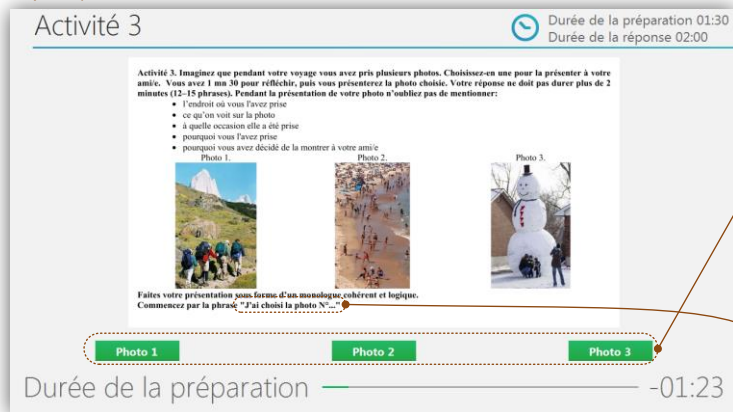 Activité 3
Durée de la préparation 01:30
Durée de la réponse 02:00
Activité 3. Imaginez que pendant votre voyage vous avez pris plusieurs photos. Choisissez-en une pour la présenter à votre
ami/e. Vous avez 1 mn 30 pour réfléchir, puis vous présenterez la photo choisie. Votre réponse ne doit pas durer plus de 2
minutes (12–15 phrases). Pendant la présentation de votre photo n'oubliez pas de mentionner:
• l'endroit où vous l'avez prise
• ce qu'on voit sur la photo
• à quelle occasion elle a été prise
• pourquoi vous l'avez prise
• pourquoi vous avez décidé de la montrer à votre ami/e
Photo 1. Photo 2. Photo 3.
Faites votre présentation sous forme d'un monologue cohérent et logique.
Commencez par la phrase "J'ai choisi la photo N°..."
Photo 1 Photo 2 Photo 3
Durée de la préparation -01:23